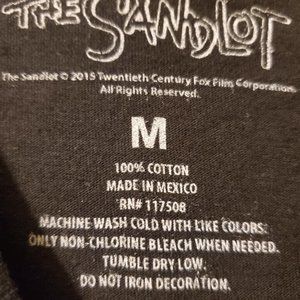 THE SANDLOT
The Sandlot © 2015 Twentieth Century Fox Film Corporation.
All Rights Reserved.
M
100% COTTON
MADE IN MEXICO
RN# 117508
MACHINE WASH COLD WITH LIKE COLORS.
ONLY NON-CHLORINE BLEACH WHEN NEEDED.
TUMBLE DRY LOW.
DO NOT IRON DECORATION.